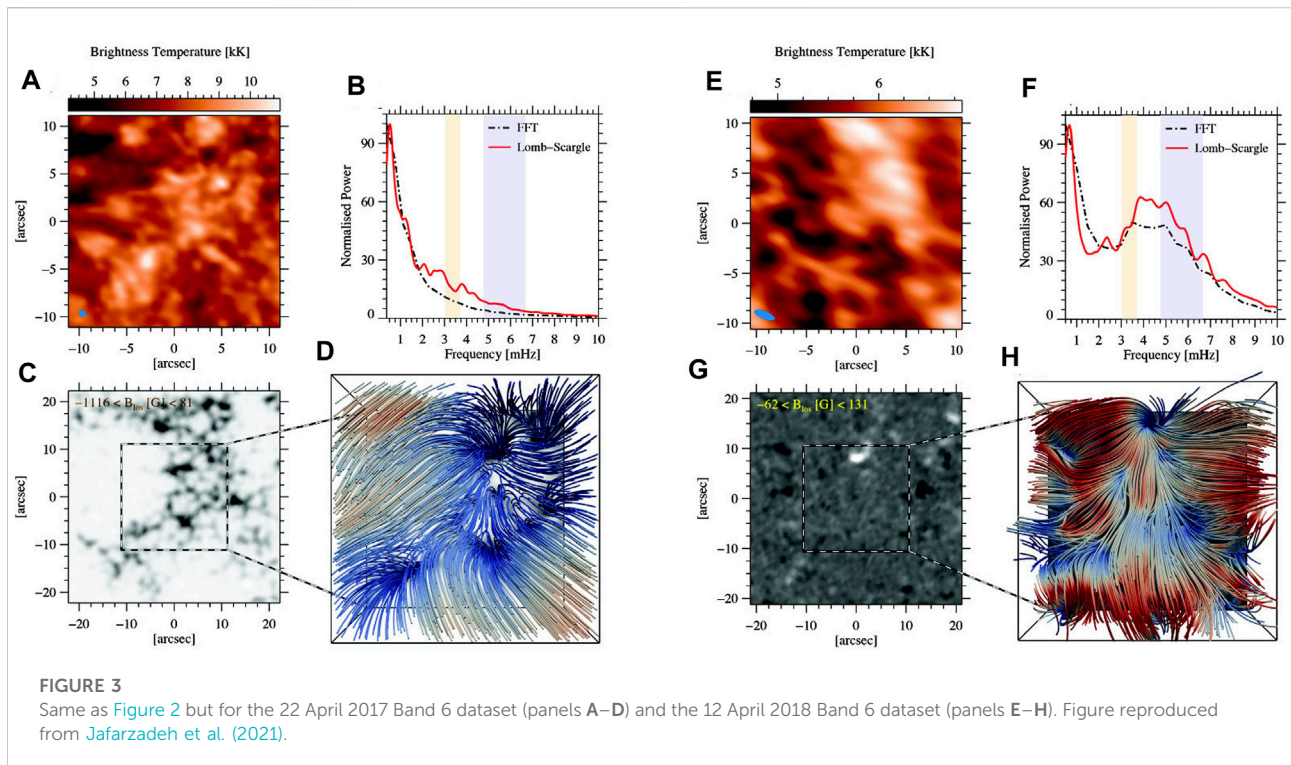 Brightness Temperature [kK]
5 6 7 8 9 10
A
10
5
0
−5
−10
[arcsec]
−10 −5 0 5 10
[arcsec]
B
FFT
Lomb−Scargle
90
60
30
0
Normalised Power
1 2 3 4 5 6 7 8 9 10
Frequency [mHz]
C
−1116 < Blos [G] < 81
20
10
0
−10
−20
[arcsec]
−20 −10 0 10 20
[arcsec]
D
Brightness Temperature [kK]
5 6
E
10
5
0
−5
−10
[arcsec]
−10 −5 0 5 10
[arcsec]
F
FFT
Lomb−Scargle
90
60
30
0
Normalised Power
1 2 3 4 5 6 7 8 9 10
Frequency [mHz]
G
−62 < Blos [G] < 131
20
10
0
−10
−20
[arcsec]
−20 −10 0 10 20
[arcsec]
H
FIGURE 3
Same as Figure 2 but for the 22 April 2017 Band 6 dataset (panels A–D) and the 12 April 2018 Band 6 dataset (panels E–H). Figure reproduced
from Jafarzadeh et al. (2021).